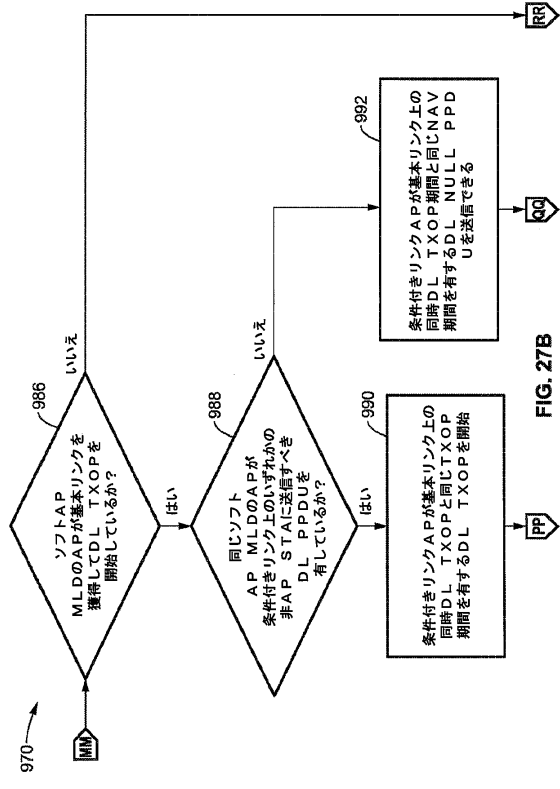 970
MM
986
ソフトAP
MLDのAPが基本リンクを
獲得してDL TXOPを
開始しているか?
いいえ
はい
988
同じソフト
AP MLDのAPが
条件付きリンク上のいずれかの
非AP STAに送信すべき
DL PPDUを
有しているか?
いいえ
はい
990
条件付きリンクAPが基本リンク上の
同時DL TXOPと同じTXOP
期間を有するDL TXOPを開始
992
条件付きリンクAPが基本リンク上の
同時DL TXOP期間と同じNAV
期間を有するDL NULL PPD
Uを送信できる
PP
QQ
RR
FIG. 27B